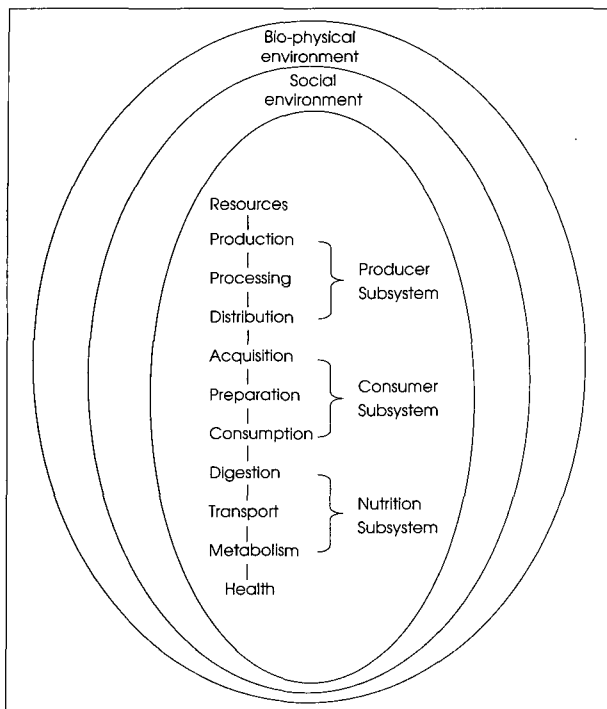 Bio-physical
environment
Social
environment
Resources
Production
Processing
Distribution
Producer
Subsystem
Acquisition
Preparation
Consumption
Consumer
Subsystem
Digestion
Transport
Metabolism
Nutrition
Subsystem
Health